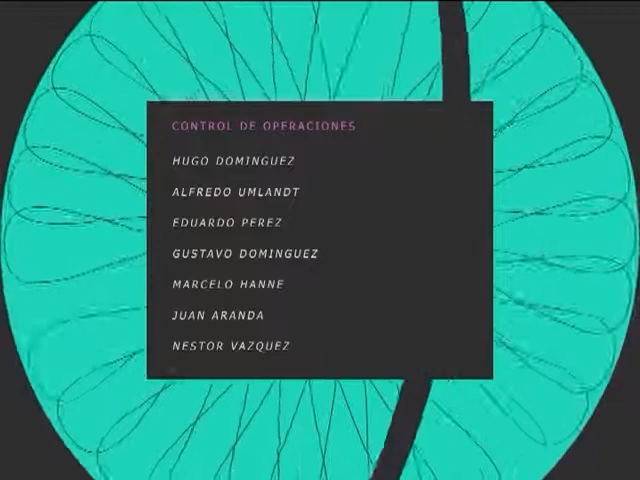 CONTROL DE OPERACIONES
HUGO DOMINGUEZ
ALFREDO UMLANDT
EDUARDO PEREZ
GUSTAVO DOMINGUEZ
MARCELO HANNE
JUAN ARANDA
NESTOR VAZQUEZ